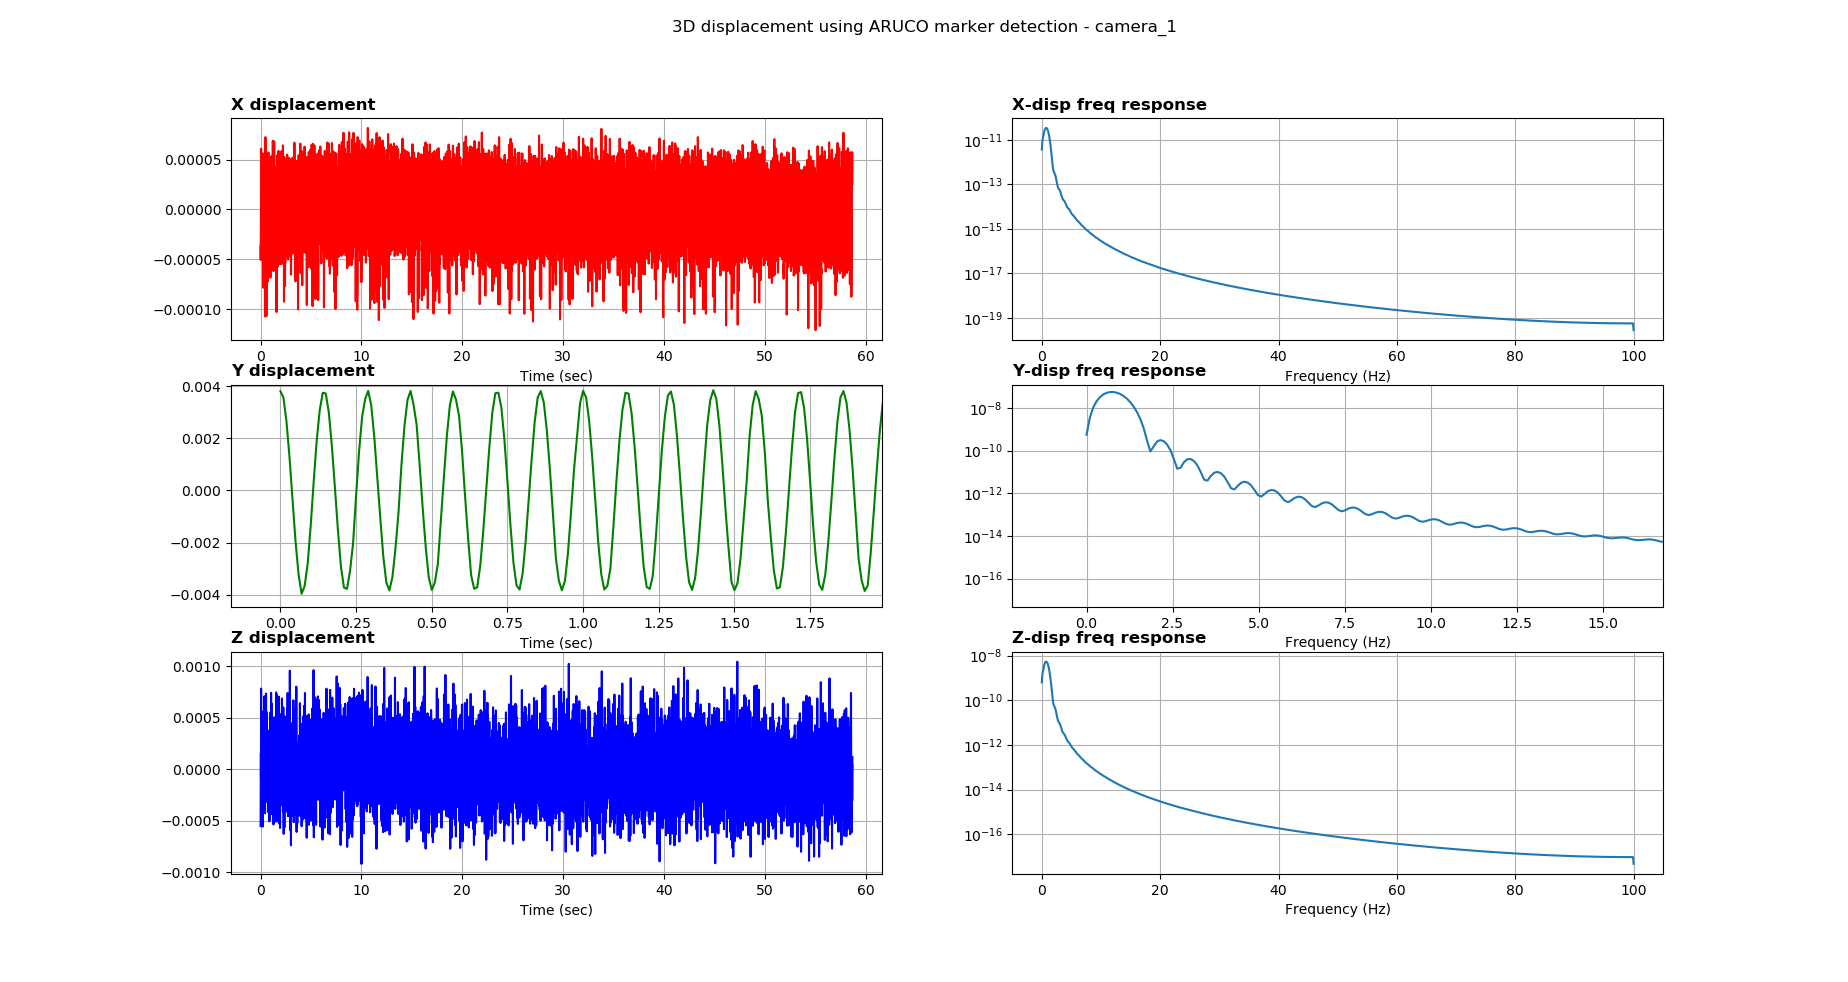 3D displacement using ARUCO marker detection - camera_1
X displacement
0.00005
0.00000
−0.00005
−0.00010
0 10 20 30 40 50 60
Time (sec)
X-disp freq response
10⁻¹¹
10⁻¹³
10⁻¹⁵
10⁻¹⁷
10⁻¹⁹
0 20 40 60 80 100
Frequency (Hz)
Y displacement
0.004
0.002
0.000
−0.002
−0.004
0.00 0.25 0.50 0.75 1.00 1.25 1.50 1.75
Time (sec)
Y-disp freq response
10⁻⁸
10⁻¹⁰
10⁻¹²
10⁻¹⁴
10⁻¹⁶
0.0 2.5 5.0 7.5 10.0 12.5 15.0
Frequency (Hz)
Z displacement
0.0010
0.0005
0.0000
−0.0005
−0.0010
0 10 20 30 40 50 60
Time (sec)
Z-disp freq response
10⁻⁸
10⁻¹⁰
10⁻¹²
10⁻¹⁴
10⁻¹⁶
0 20 40 60 80 100
Frequency (Hz)